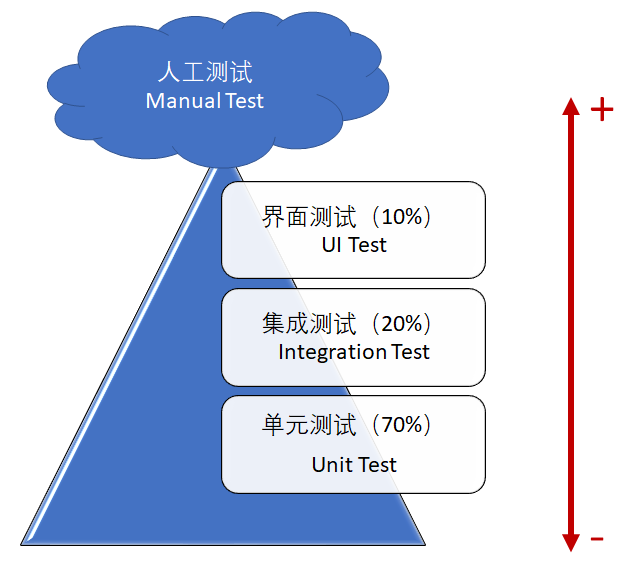 人工测试
Manual Test
+
界面测试（10%）
UI Test
集成测试（20%）
Integration Test
单元测试（70%）
Unit Test
-